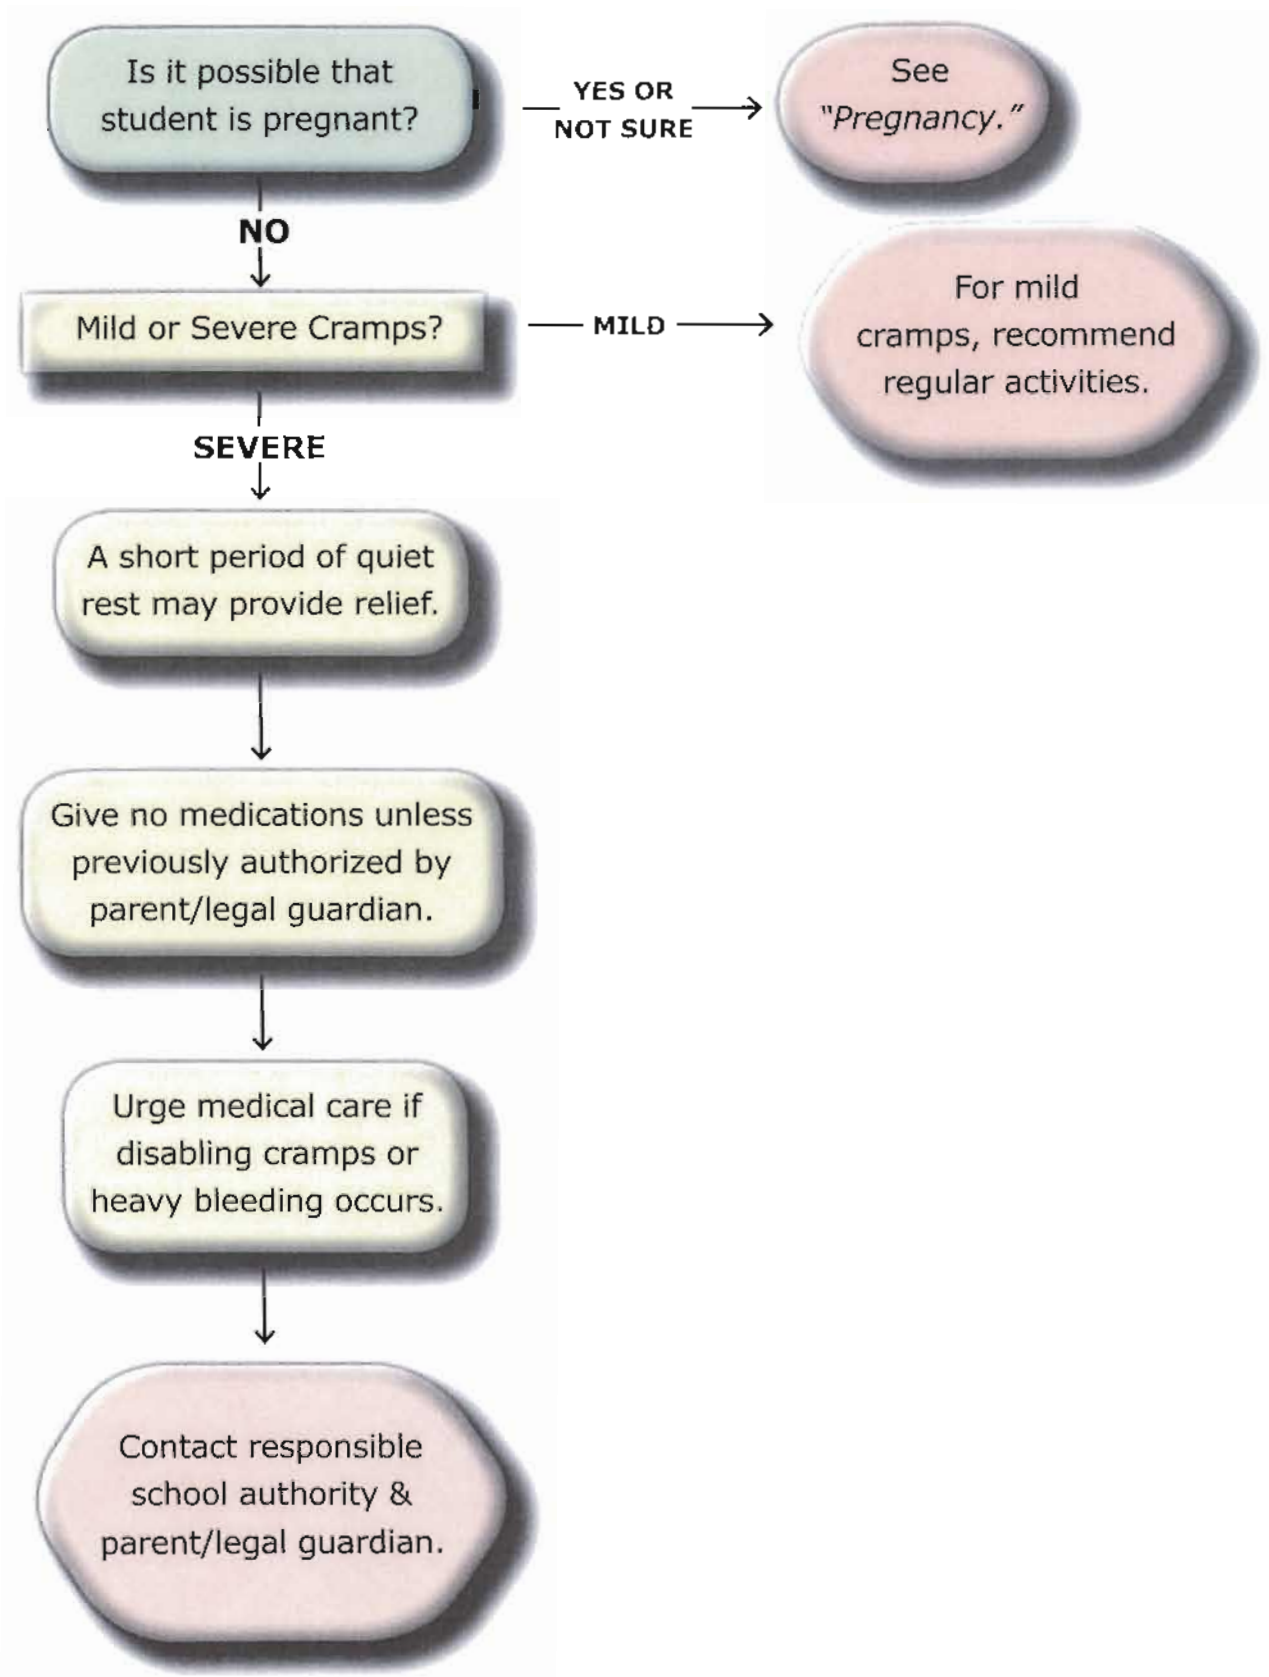 Is it possible that
student is pregnant?
YES OR
NOT SURE
See
"Pregnancy."
NO
Mild or Severe Cramps?
MILD
For mild
cramps, recommend
regular activities.
SEVERE
A short period of quiet
rest may provide relief.
Give no medications unless
previously authorized by
parent/legal guardian.
Urge medical care if
disabling cramps or
heavy bleeding occurs.
Contact responsible
school authority &
parent/legal guardian.